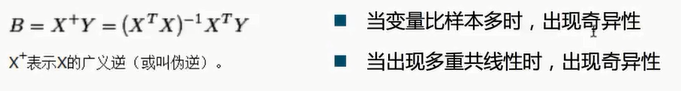 B = X⁺Y = (XᵀX)⁻¹XᵀY
X⁺表示X的广义逆（或叫伪逆）。
■ 当变量比样本多时，出现奇异性
■ 当出现多重共线性时，出现奇异性